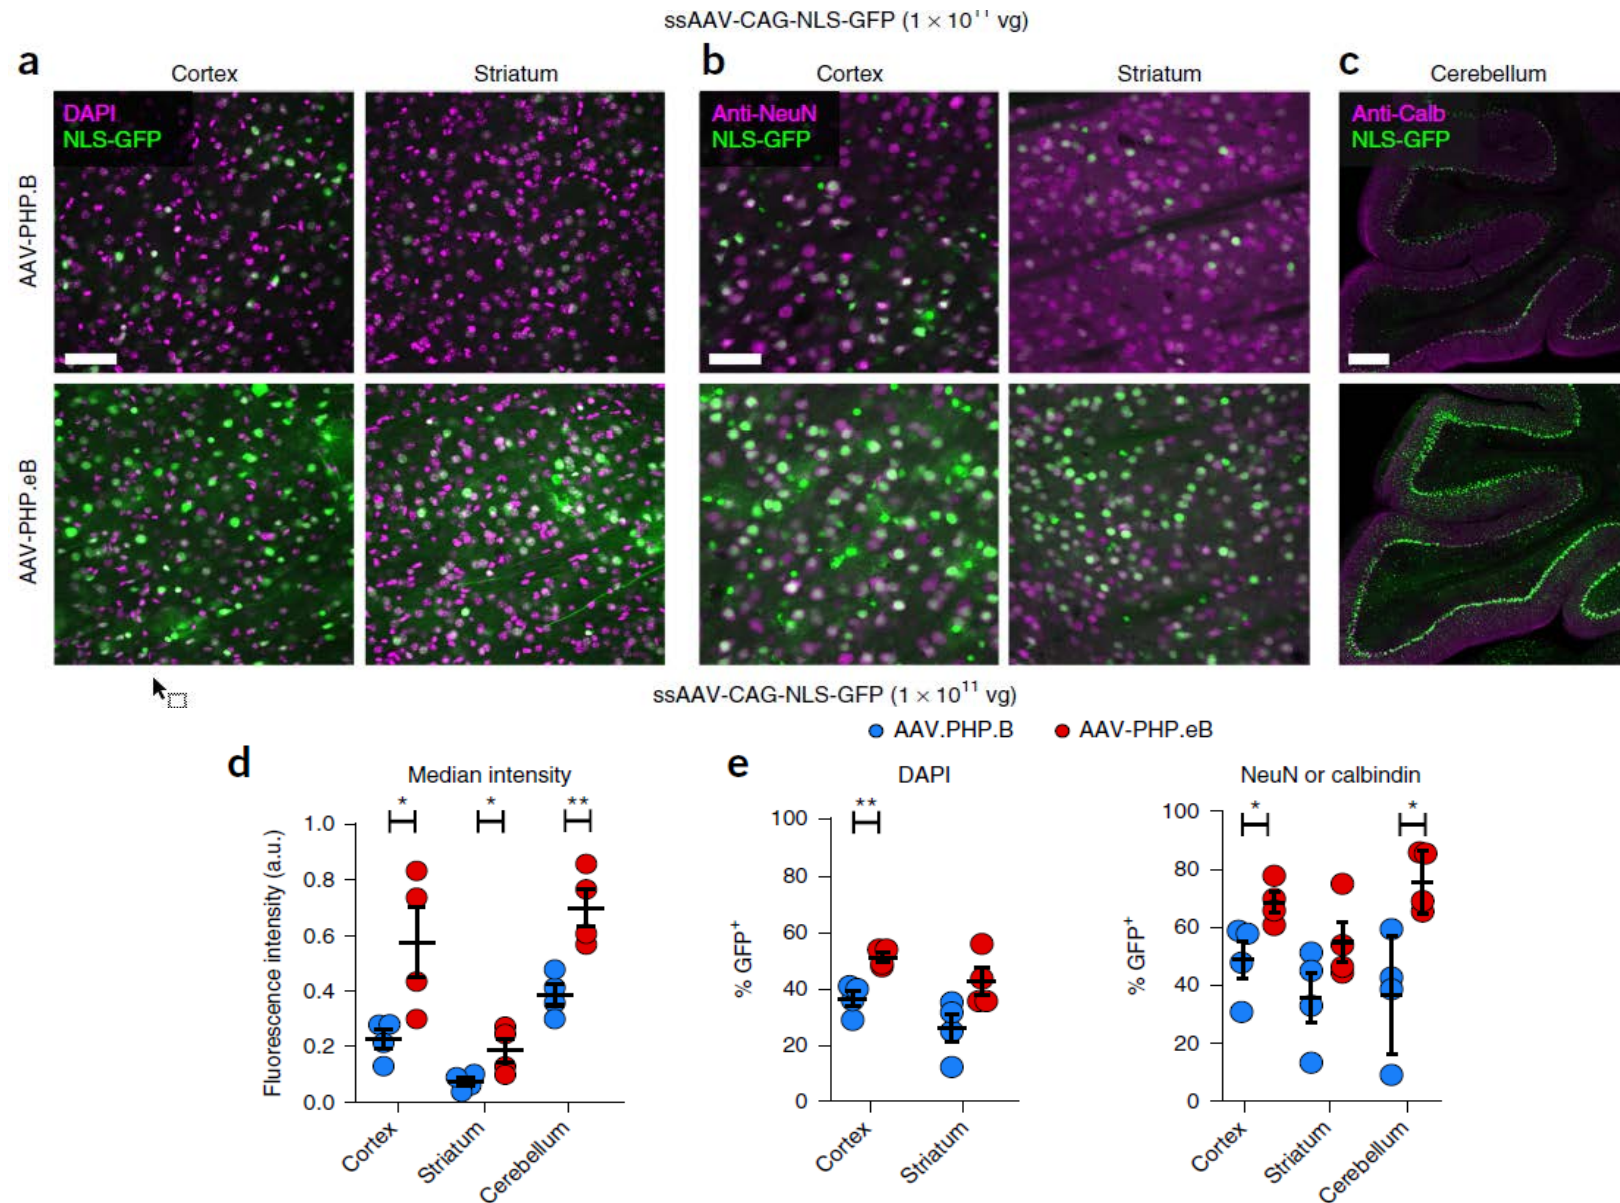 ssAAV-CAG-NLS-GFP (1 × 10¹¹ vg)
a
Cortex
Striatum
b
Cortex
Striatum
c
Cerebellum
DAPI
NLS-GFP
Anti-NeuN
NLS-GFP
Anti-Calb
NLS-GFP
AAV-PHP.B
AAV-PHP.eB
ssAAV-CAG-NLS-GFP (1 × 10¹¹ vg)
AAV.PHP.B
AAV-PHP.eB
d
Median intensity
* * **
Fluorescence intensity (a.u.)
1.0
0.8
0.6
0.4
0.2
0.0
Cortex
Striatum
Cerebellum
e
DAPI
**
% GFP⁺
100
80
60
40
20
0
Cortex
Striatum
NeuN or calbindin
* *
% GFP⁺
100
80
60
40
20
0
Cortex
Striatum
Cerebellum